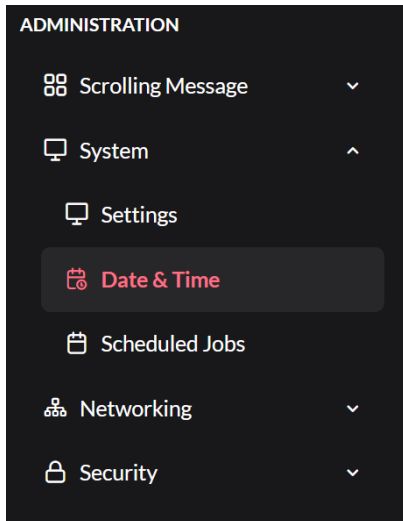 ADMINISTRATION
Scrolling Message
System
Settings
Date & Time
Scheduled Jobs
Networking
Security